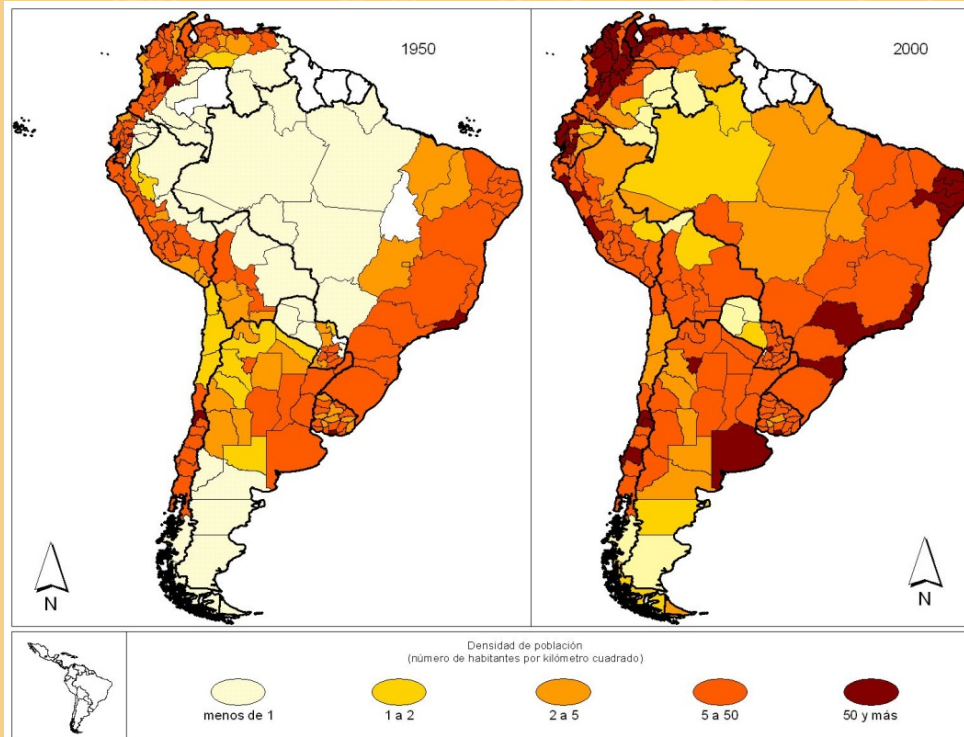 1950
2000
N
N
Densidad de población
(número de habitantes por kilómetro cuadrado)
menos de 1
1 a 2
2 a 5
5 a 50
50 y más